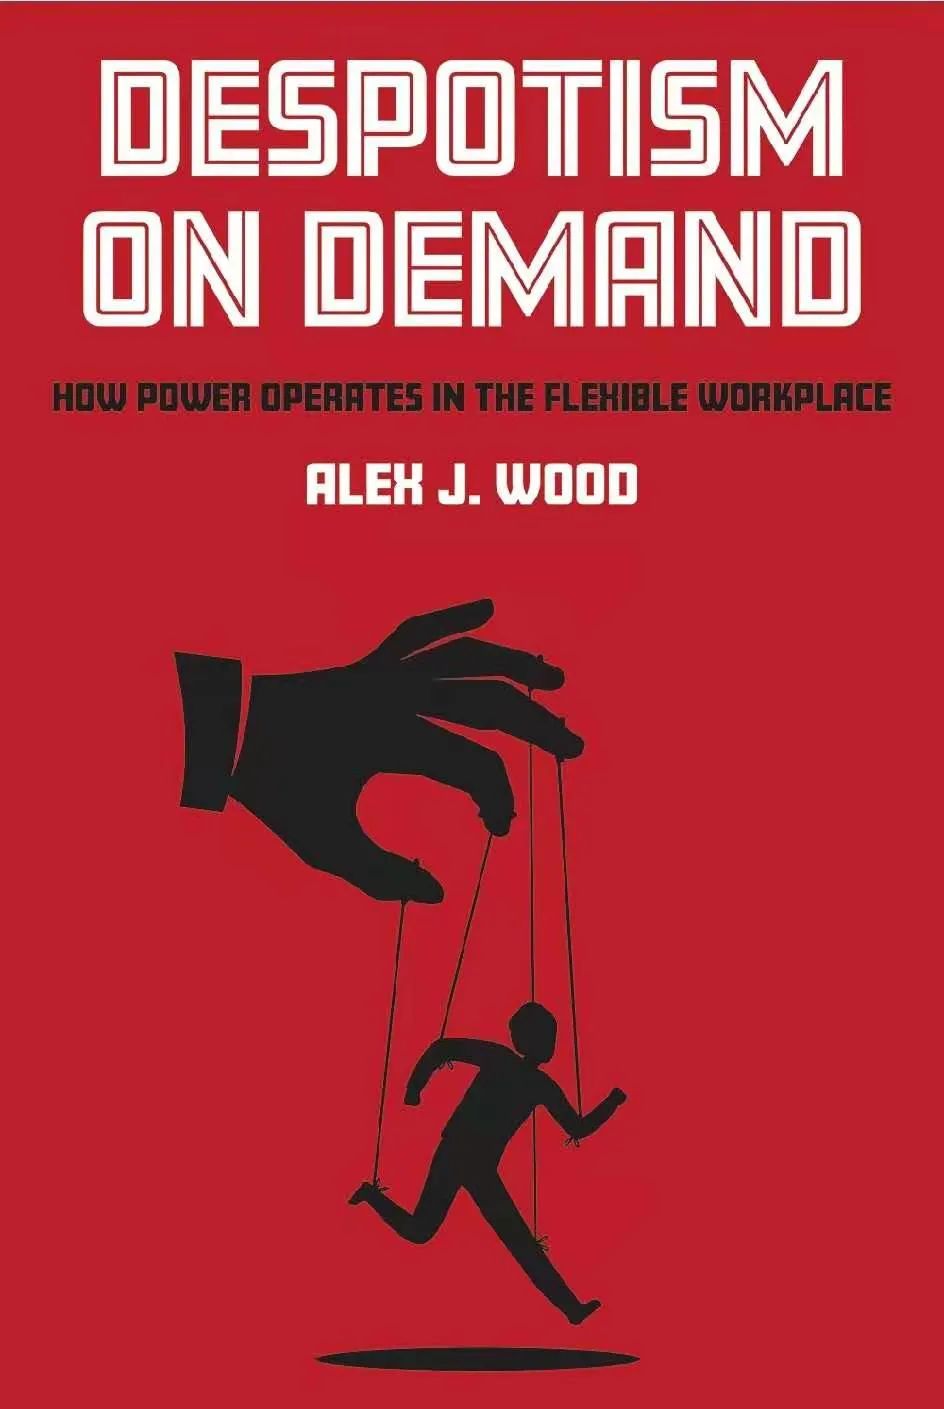 DESPOTISM
ON DEMAND
HOW POWER OPERATES IN THE FLEXIBLE WORKPLACE
ALEX J. WOOD